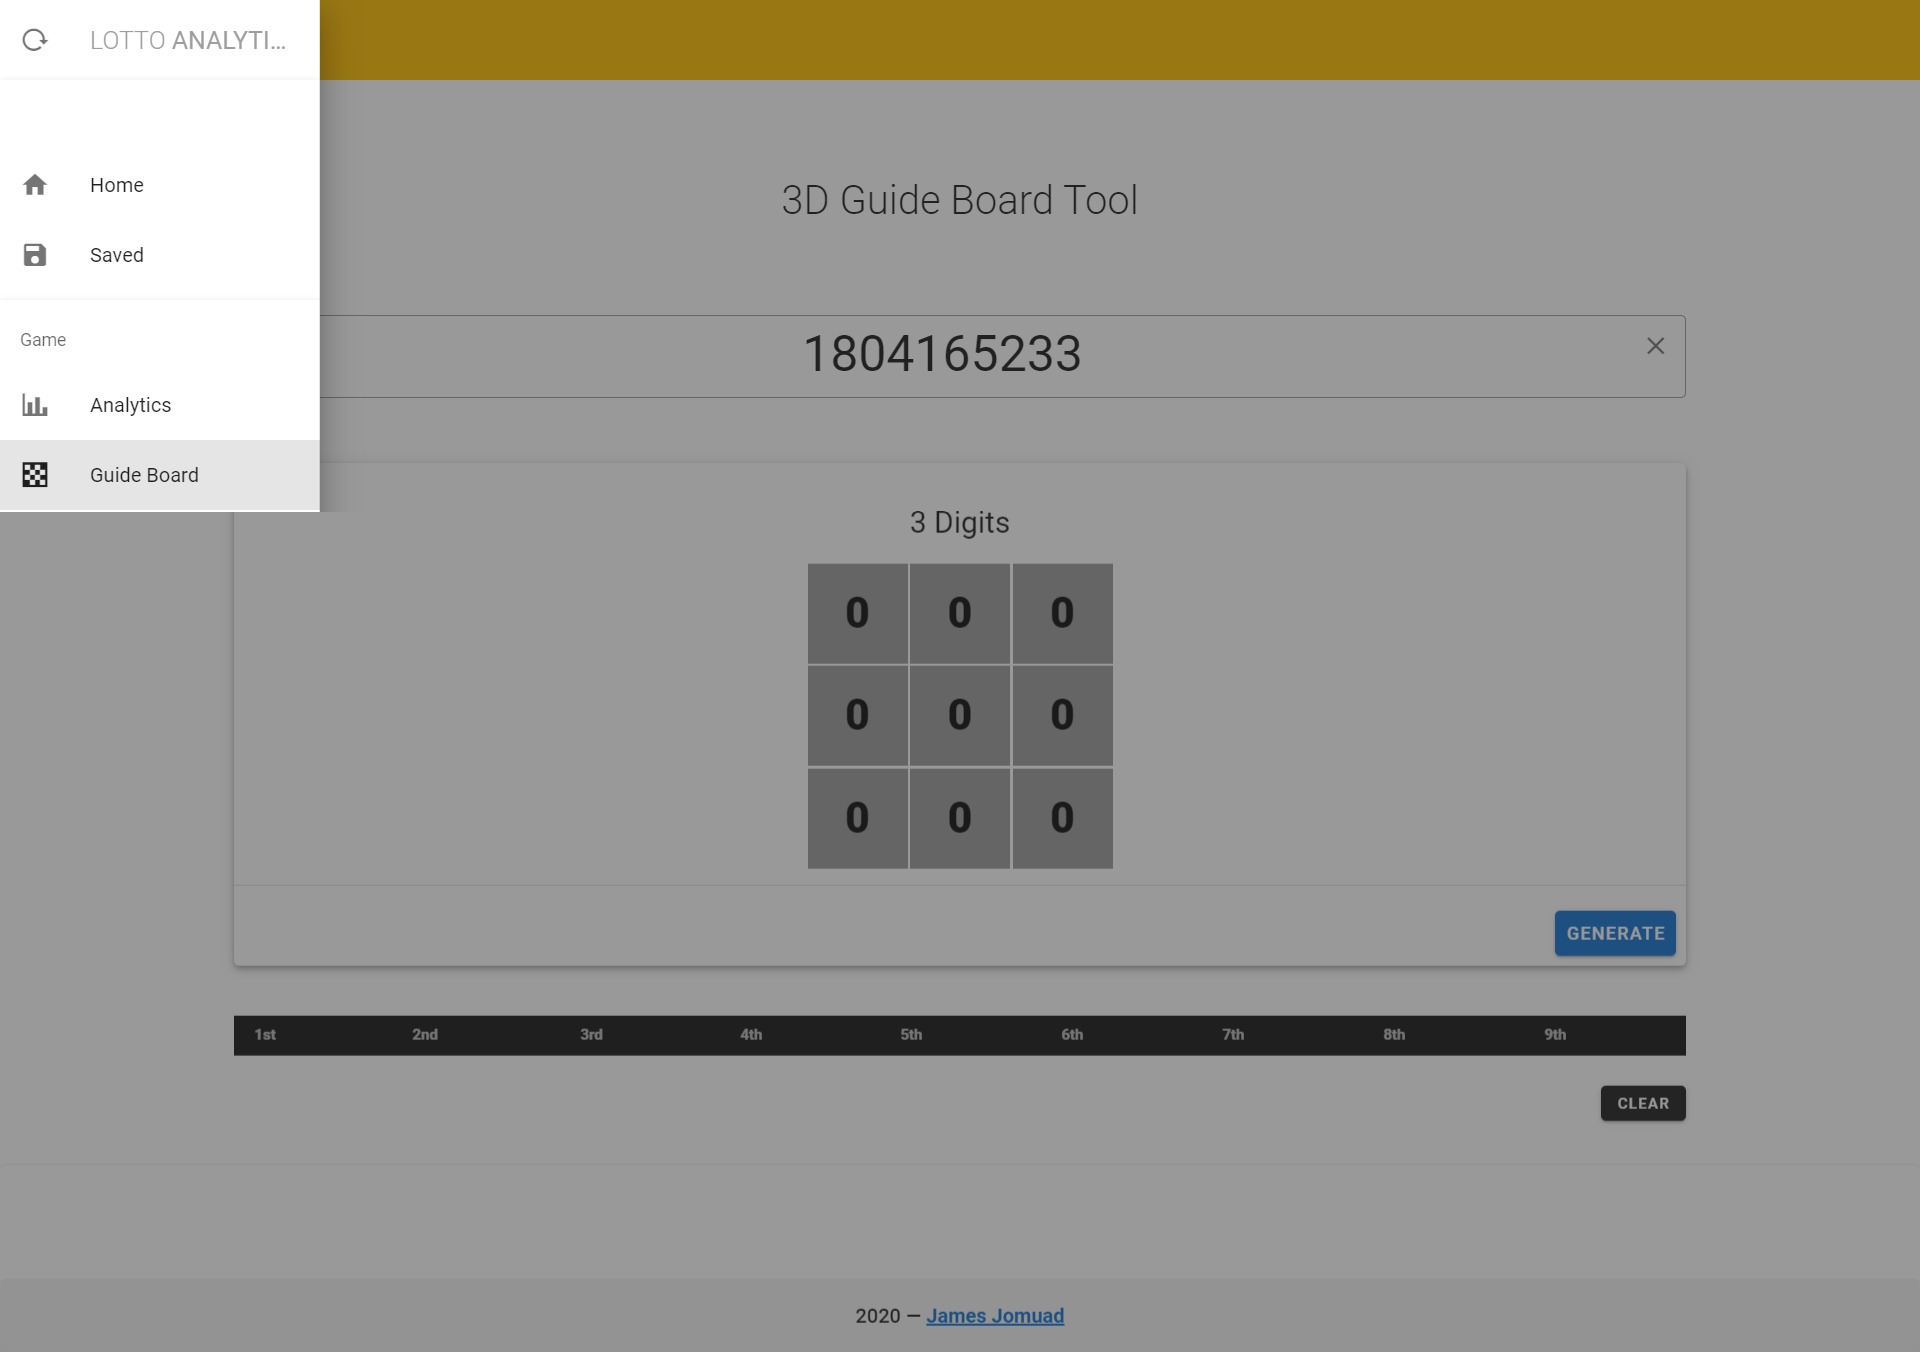 LOTTO ANALYTI...
Home
Saved
Game
Analytics
Guide Board
3D Guide Board Tool
1804165233
3 Digits
0 0 0
0 0 0
0 0 0
GENERATE
1st 2nd 3rd 4th 5th 6th 7th 8th 9th
CLEAR
2020 — James Jomuad